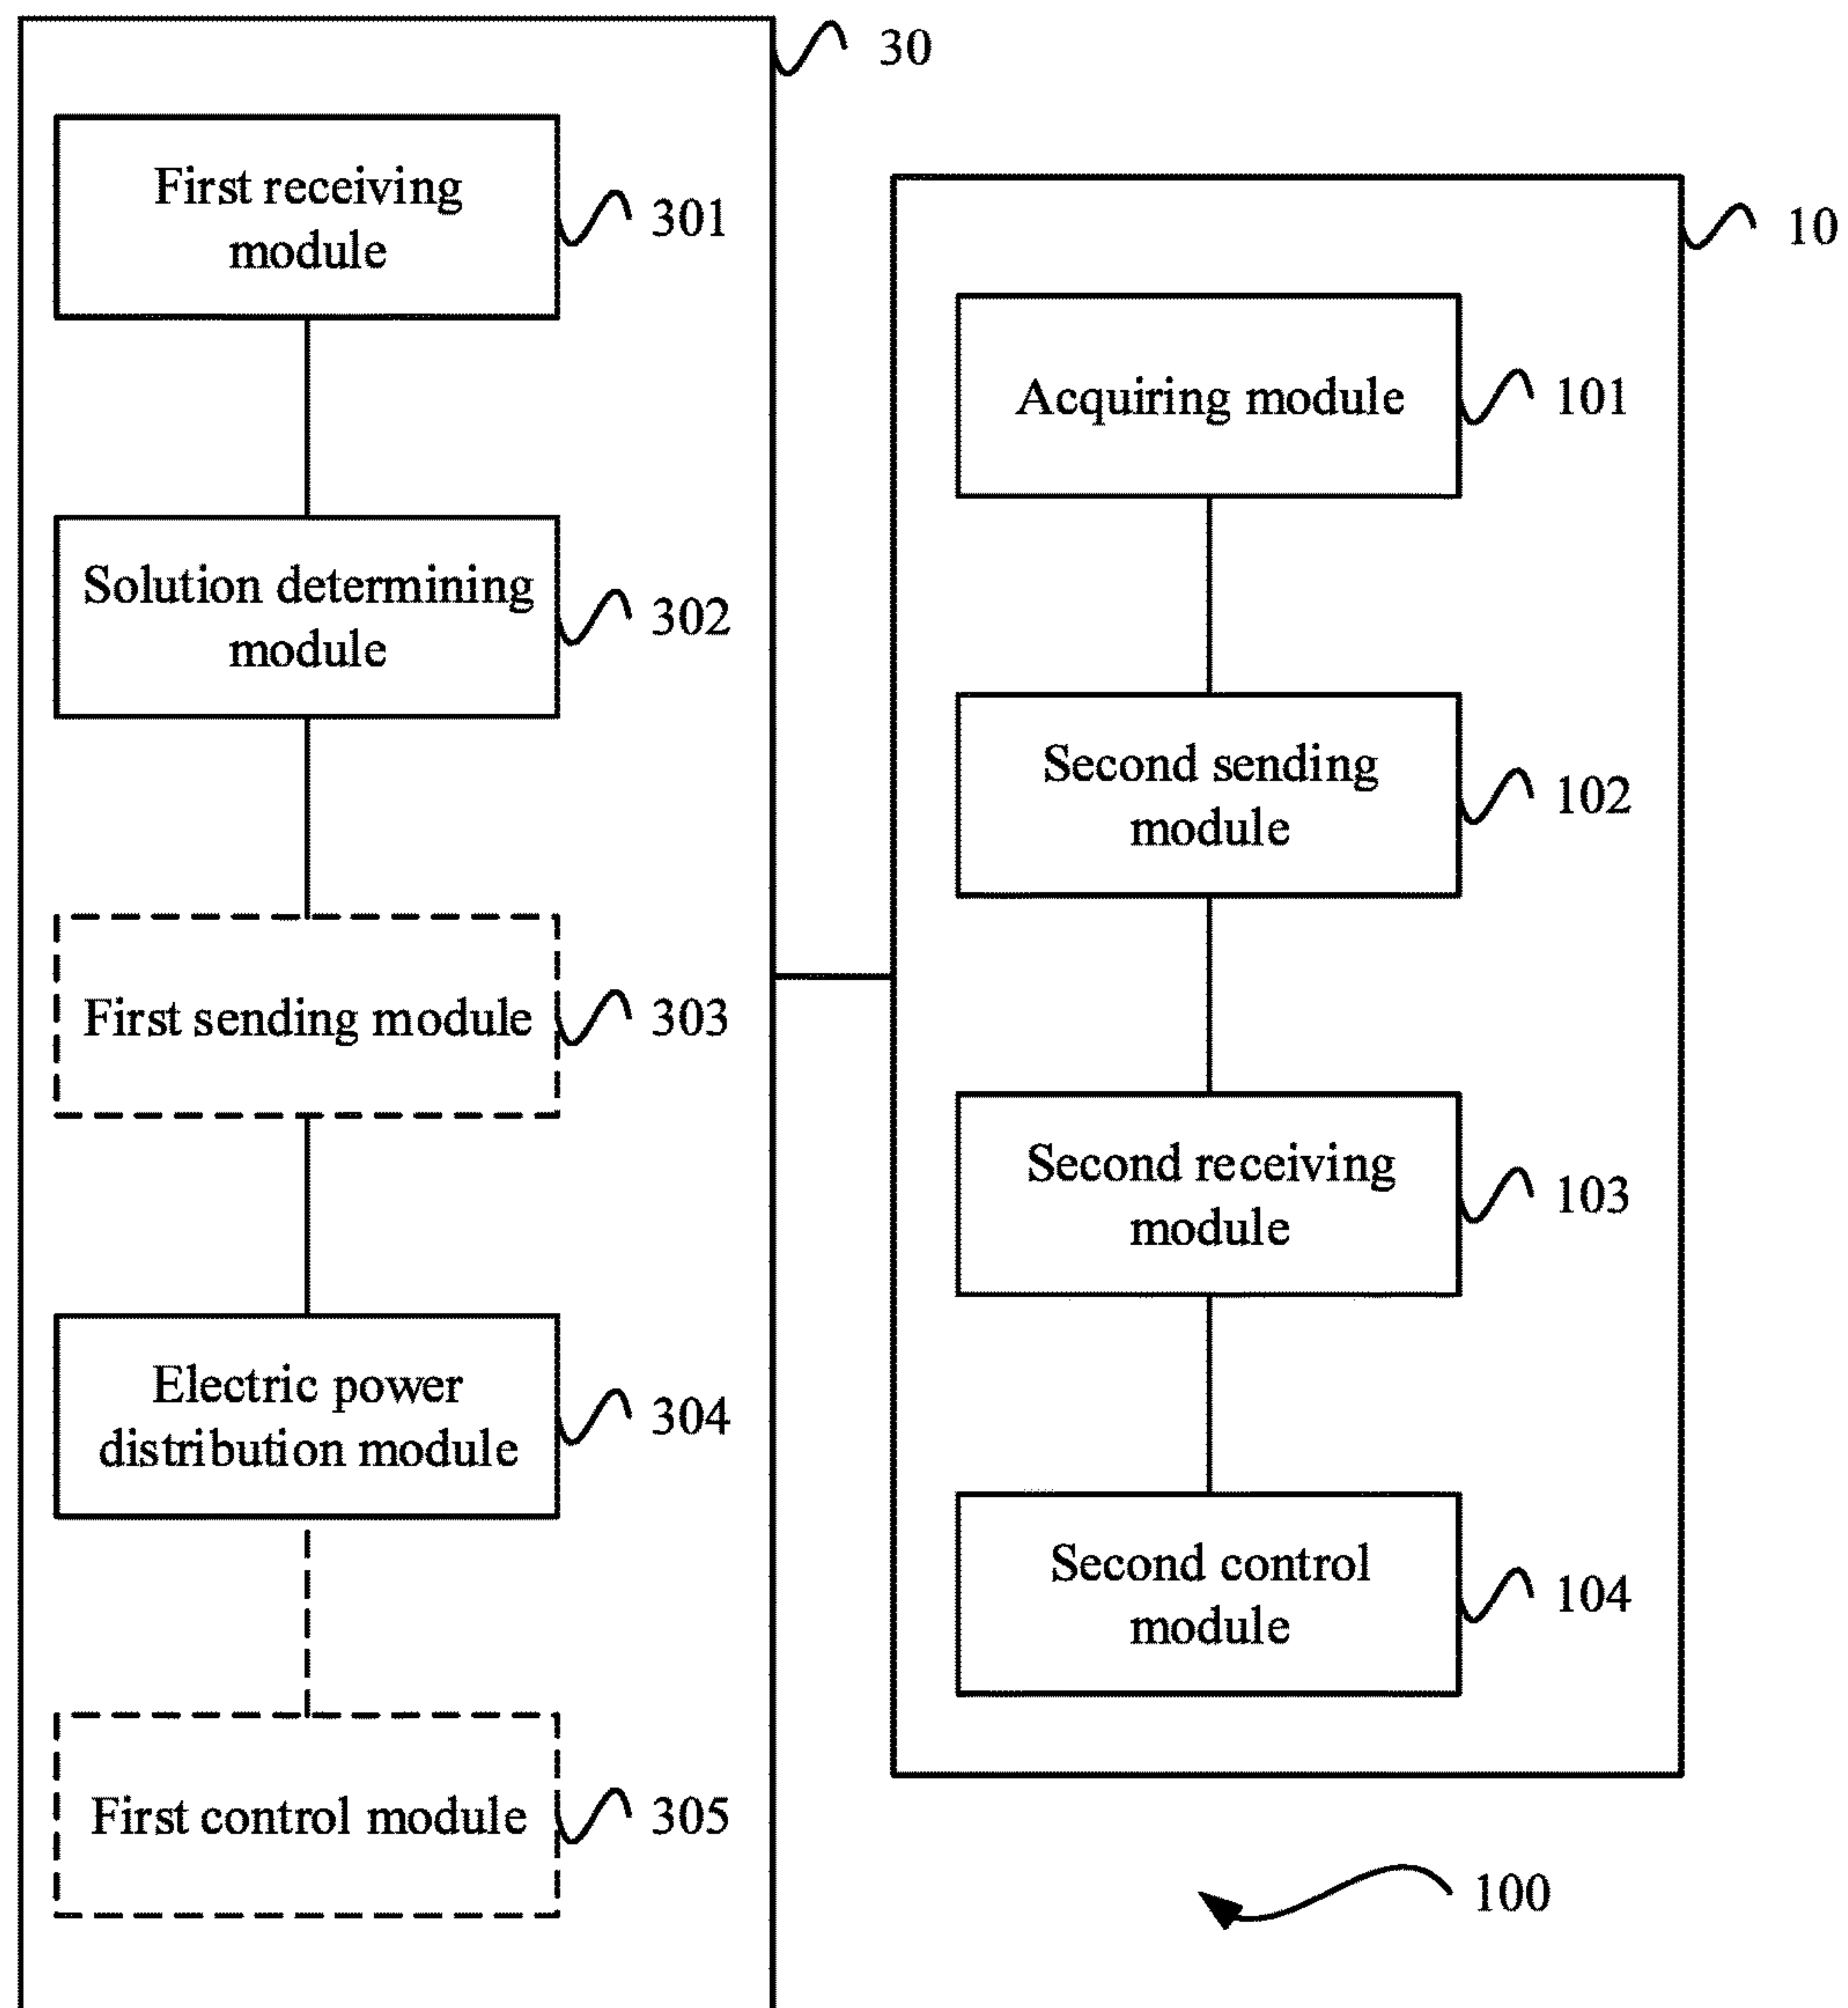 30
First receiving
module
301
Solution determining
module
302
First sending module
303
Electric power
distribution module
304
First control module
305
10
Acquiring module
101
Second sending
module
102
Second receiving
module
103
Second control
module
104
100